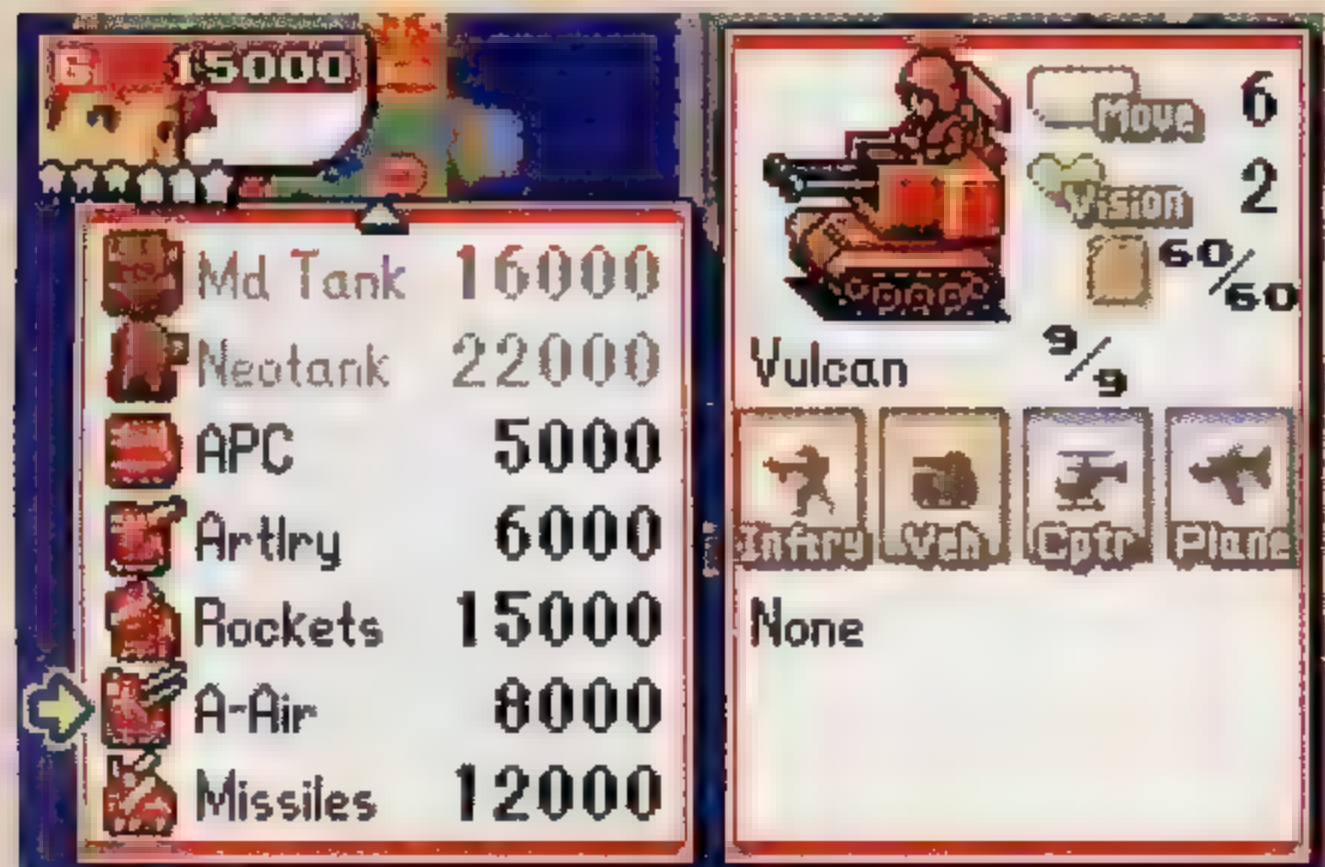 G 15000
Md Tank 16000
Neotank 22000
APC 5000
Artlry 6000
Rockets 15000
A-Air 8000
Missiles 12000
Move 6
Vision 2
60/60
Vulcan 9/9
Inftry Veh Cptr Plane
None